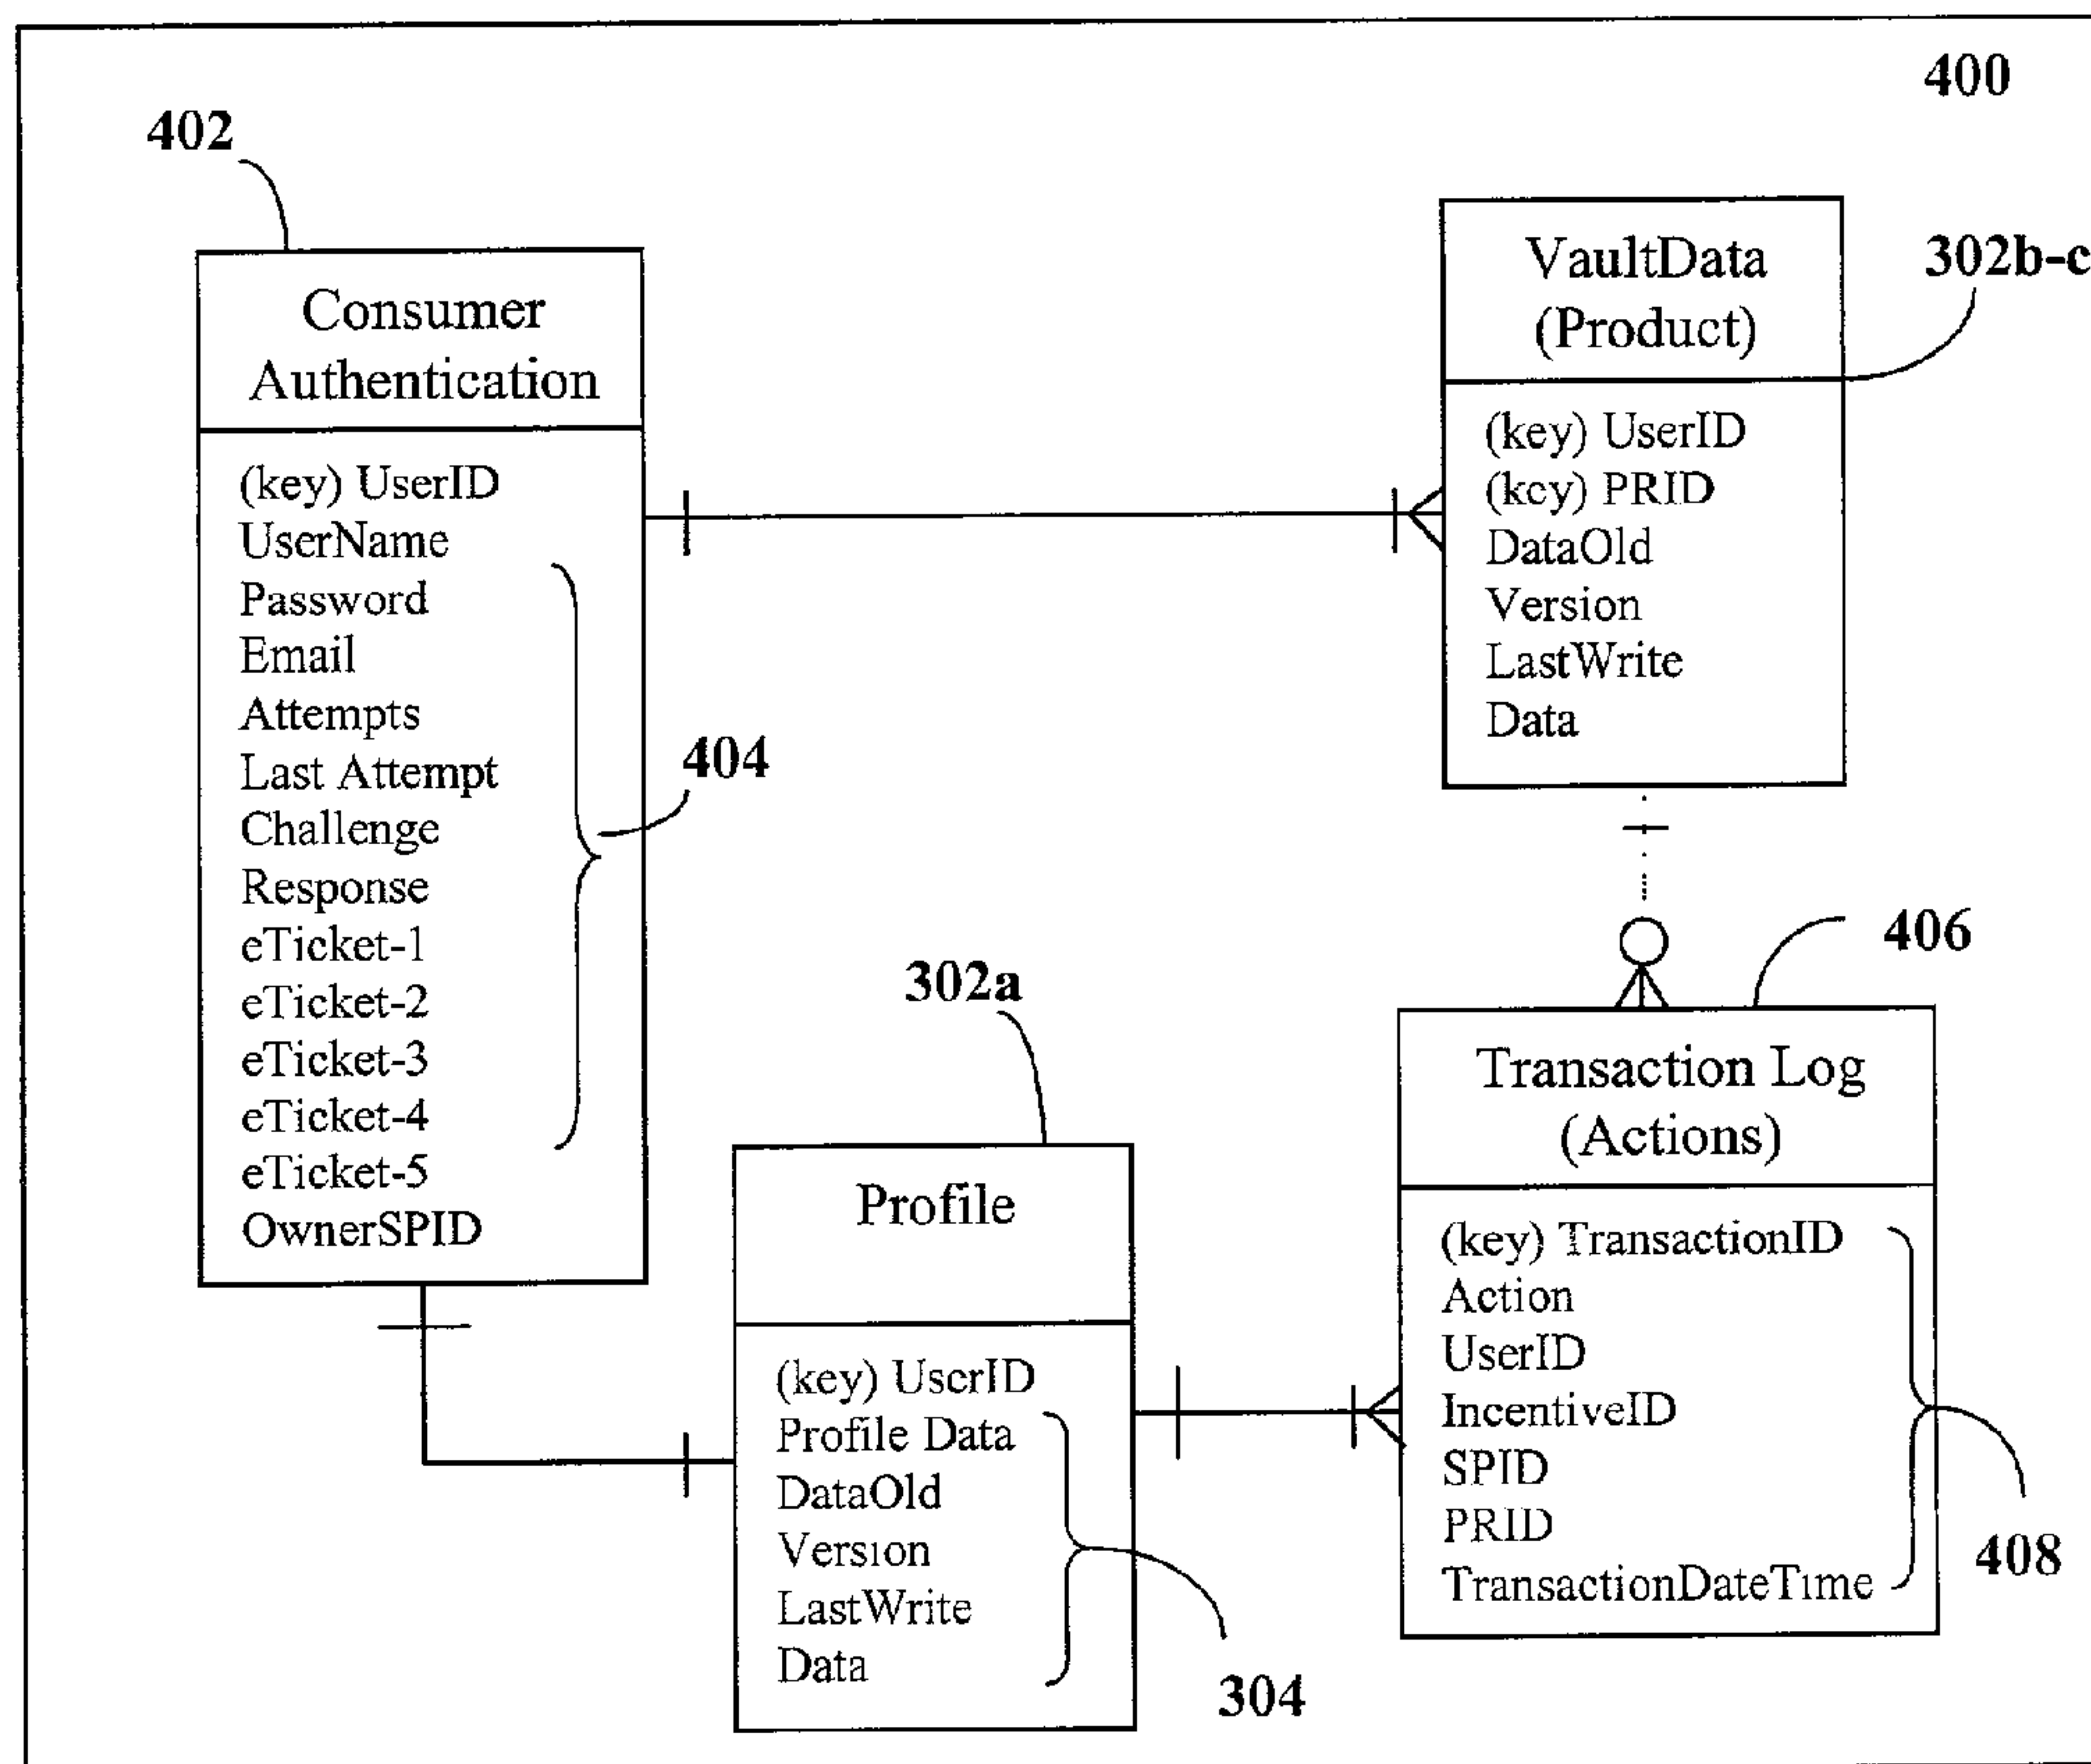 400
402
Consumer
Authentication
(key) UserID
UserName
Password
Email
Attempts
Last Attempt
Challenge
Response
eTicket-1
eTicket-2
eTicket-3
eTicket-4
eTicket-5
OwnerSPID
404
VaultData
(Product)
302b-c
(key) UserID
(key) PRID
DataOld
Version
LastWrite
Data
302a
Profile
(key) UserID
Profile Data
DataOld
Version
LastWrite
Data
304
406
Transaction Log
(Actions)
(key) TransactionID
Action
UserID
IncentiveID
SPID
PRID
TransactionDateTime
408